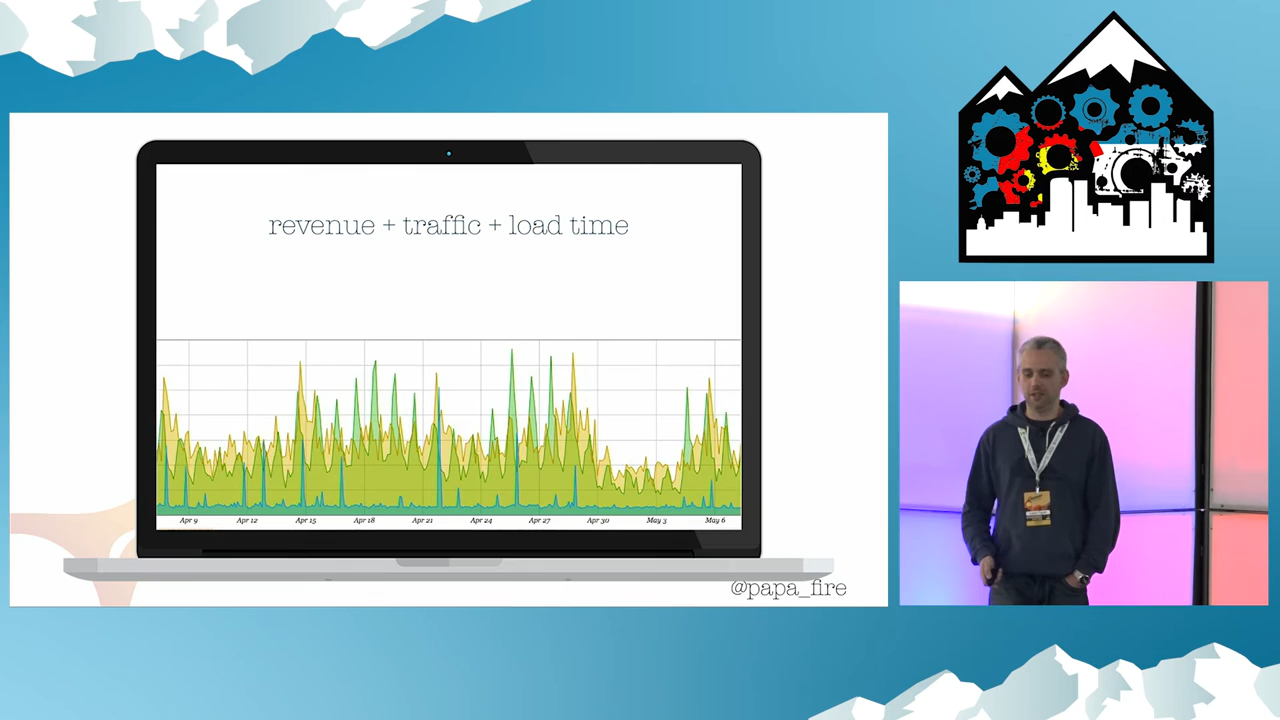 revenue + traffic + load time
Apr 9 Apr 12 Apr 15 Apr 18 Apr 21 Apr 24 Apr 27 Apr 30 May 3 May 6
@papa_fire